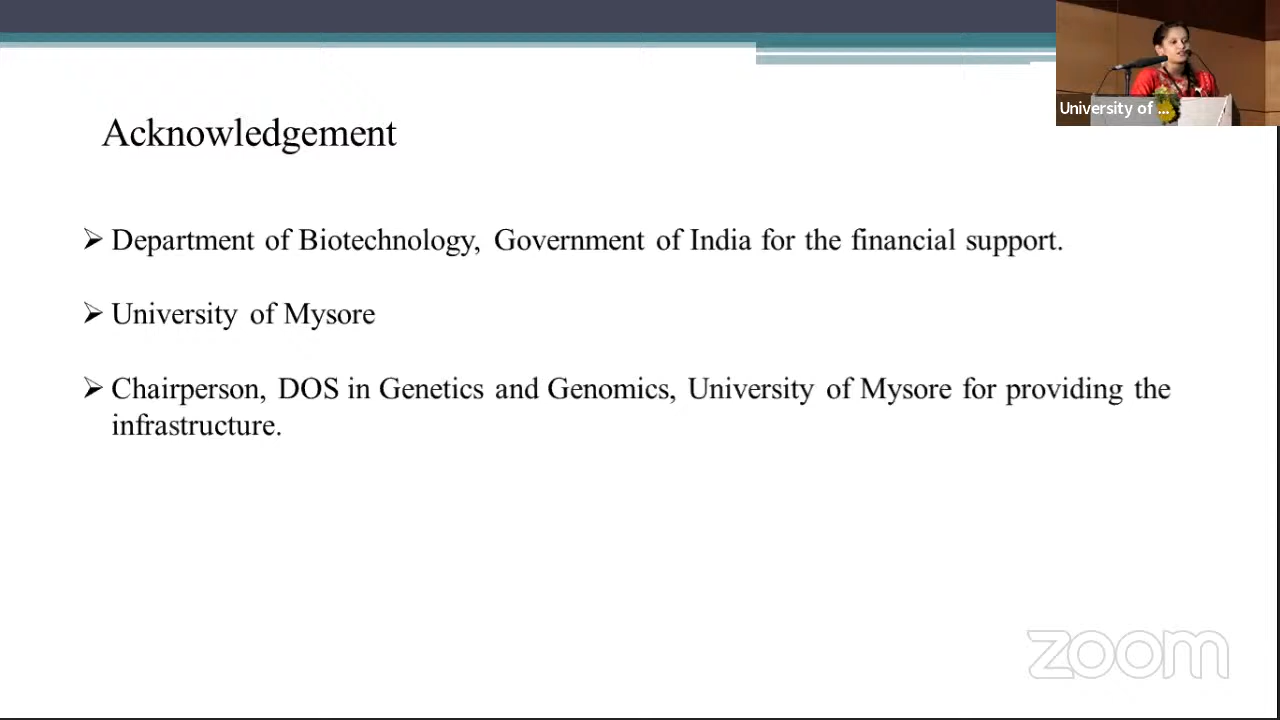 University of ...
Acknowledgement
➢ Department of Biotechnology, Government of India for the financial support.
➢ University of Mysore
➢ Chairperson, DOS in Genetics and Genomics, University of Mysore for providing the
infrastructure.
zoom